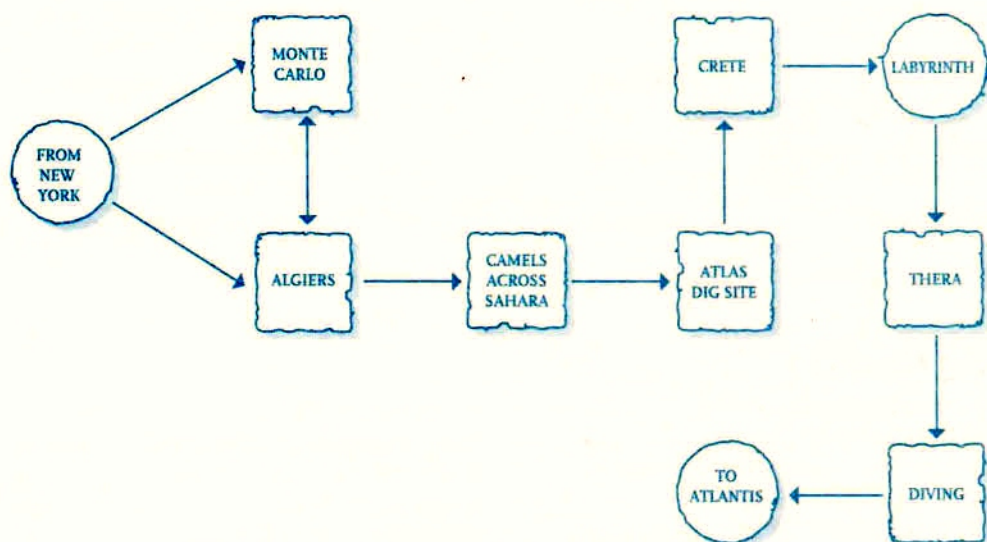 MONTE
CARLO
CRETE
LABYRINTH
FROM
NEW
YORK
ALGIERS
CAMELS
ACROSS
SAHARA
ATLAS
DIG SITE
THERA
TO
ATLANTIS
DIVING